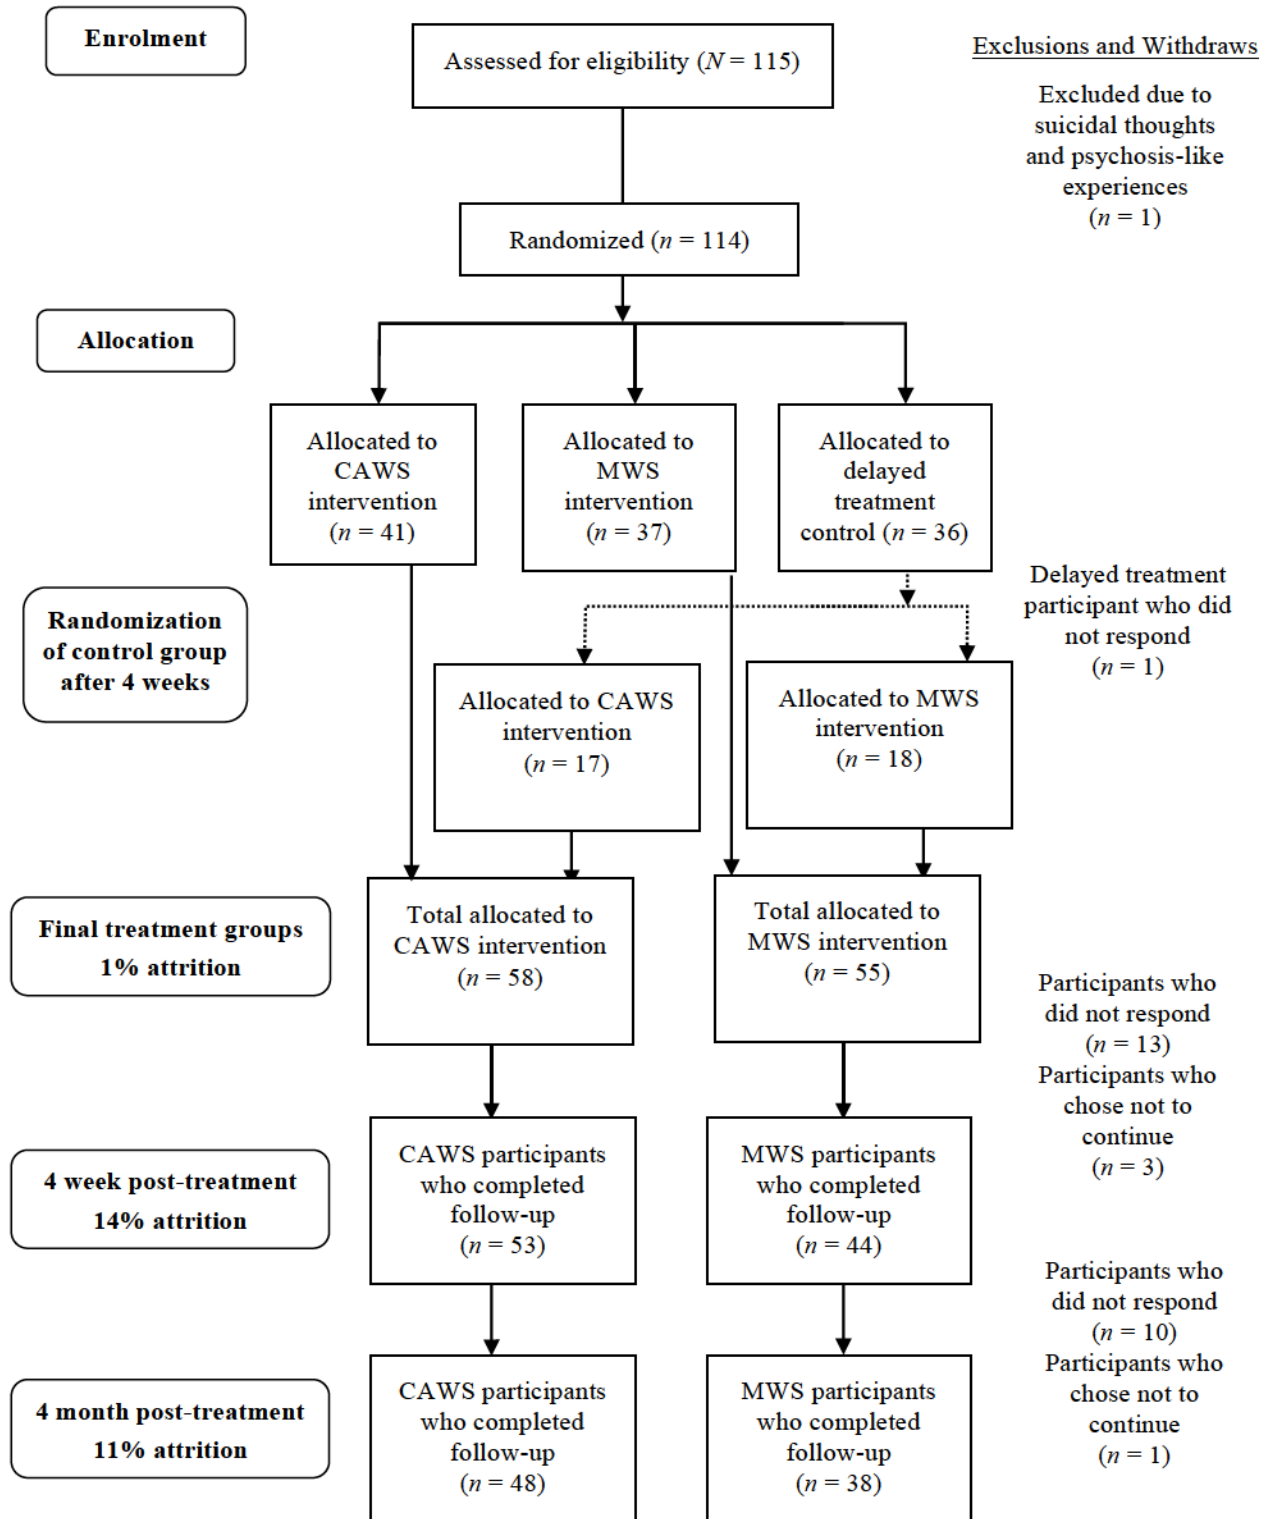 Enrolment
Assessed for eligibility (N = 115)
Exclusions and Withdraws
Excluded due to
suicidal thoughts
and psychosis-like
experiences
(n = 1)
Randomized (n = 114)
Allocation
Allocated to
CAWS
intervention
(n = 41)
Allocated to
MWS
intervention
(n = 37)
Allocated to
delayed
treatment
control (n = 36)
Randomization
of control group
after 4 weeks
Delayed treatment
participant who did
not respond
(n = 1)
Allocated to CAWS
intervention
(n = 17)
Allocated to MWS
intervention
(n = 18)
Final treatment groups
1% attrition
Total allocated to
CAWS intervention
(n = 58)
Total allocated to
MWS intervention
(n = 55)
Participants who
did not respond
(n = 13)
Participants who
chose not to
continue
(n = 3)
4 week post-treatment
14% attrition
CAWS participants
who completed
follow-up
(n = 53)
MWS participants
who completed
follow-up
(n = 44)
Participants who
did not respond
(n = 10)
Participants who
chose not to
continue
(n = 1)
4 month post-treatment
11% attrition
CAWS participants
who completed
follow-up
(n = 48)
MWS participants
who completed
follow-up
(n = 38)